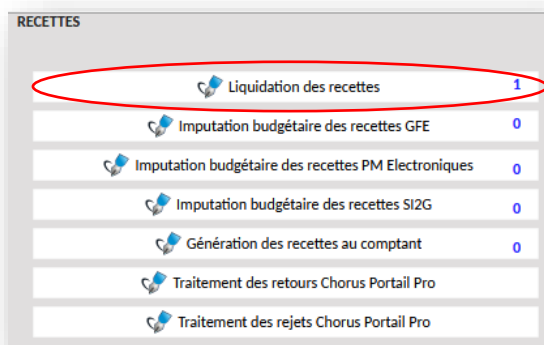 RECETTES
Liquidation des recettes 1
Imputation budgétaire des recettes GFE 0
Imputation budgétaire des recettes PM Electroniques 0
Imputation budgétaire des recettes SI2G 0
Génération des recettes au comptant 0
Traitement des retours Chorus Portail Pro
Traitement des rejets Chorus Portail Pro